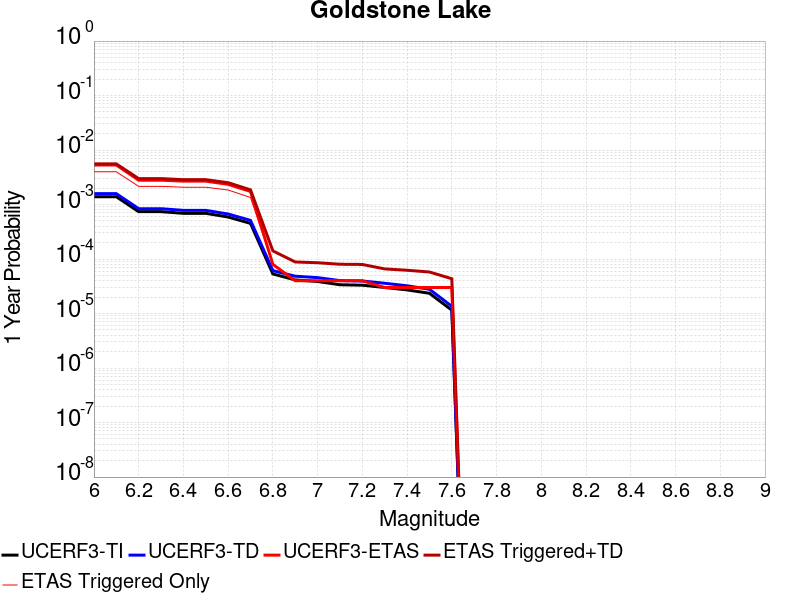 Goldstone Lake
10^0
10^-1
10^-2
10^-3
10^-4
10^-5
10^-6
10^-7
10^-8
1 Year Probability
6 6.2 6.4 6.6 6.8 7 7.2 7.4 7.6 7.8 8 8.2 8.4 8.6 8.8 9
Magnitude
UCERF3-TI UCERF3-TD UCERF3-ETAS ETAS Triggered+TD
ETAS Triggered Only